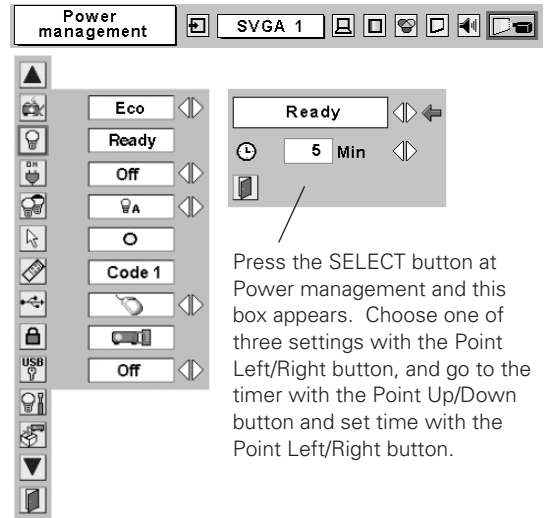 Power
management
SVGA 1
Eco
Ready
ON
Off
A
Code 1
USB
Off
Ready
5 Min
Press the SELECT button at
Power management and this
box appears. Choose one of
three settings with the Point
Left/Right button, and go to the
timer with the Point Up/Down
button and set time with the
Point Left/Right button.